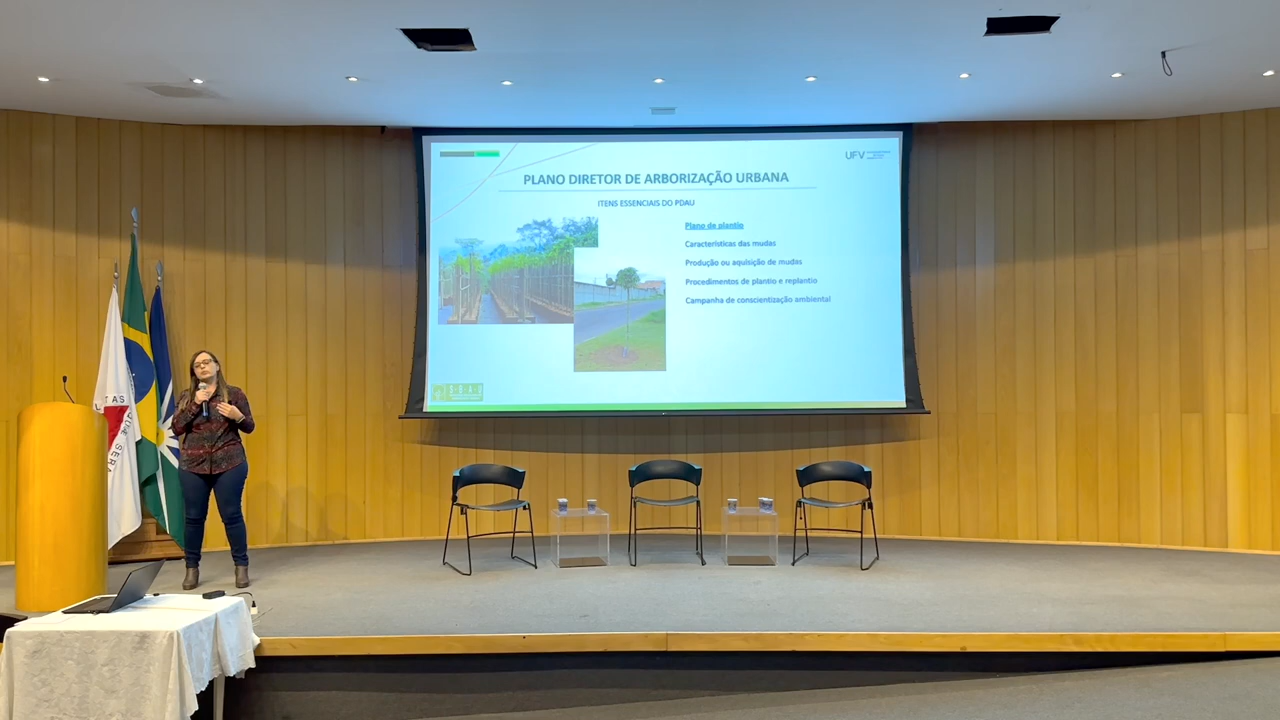 UFV
PLANO DIRETOR DE ARBORIZAÇÃO URBANA
ITENS ESSENCIAIS DO PDAU
Plano de plantio
Características das mudas
Produção ou aquisição de mudas
Procedimentos de plantio e replantio
Campanha de conscientização ambiental